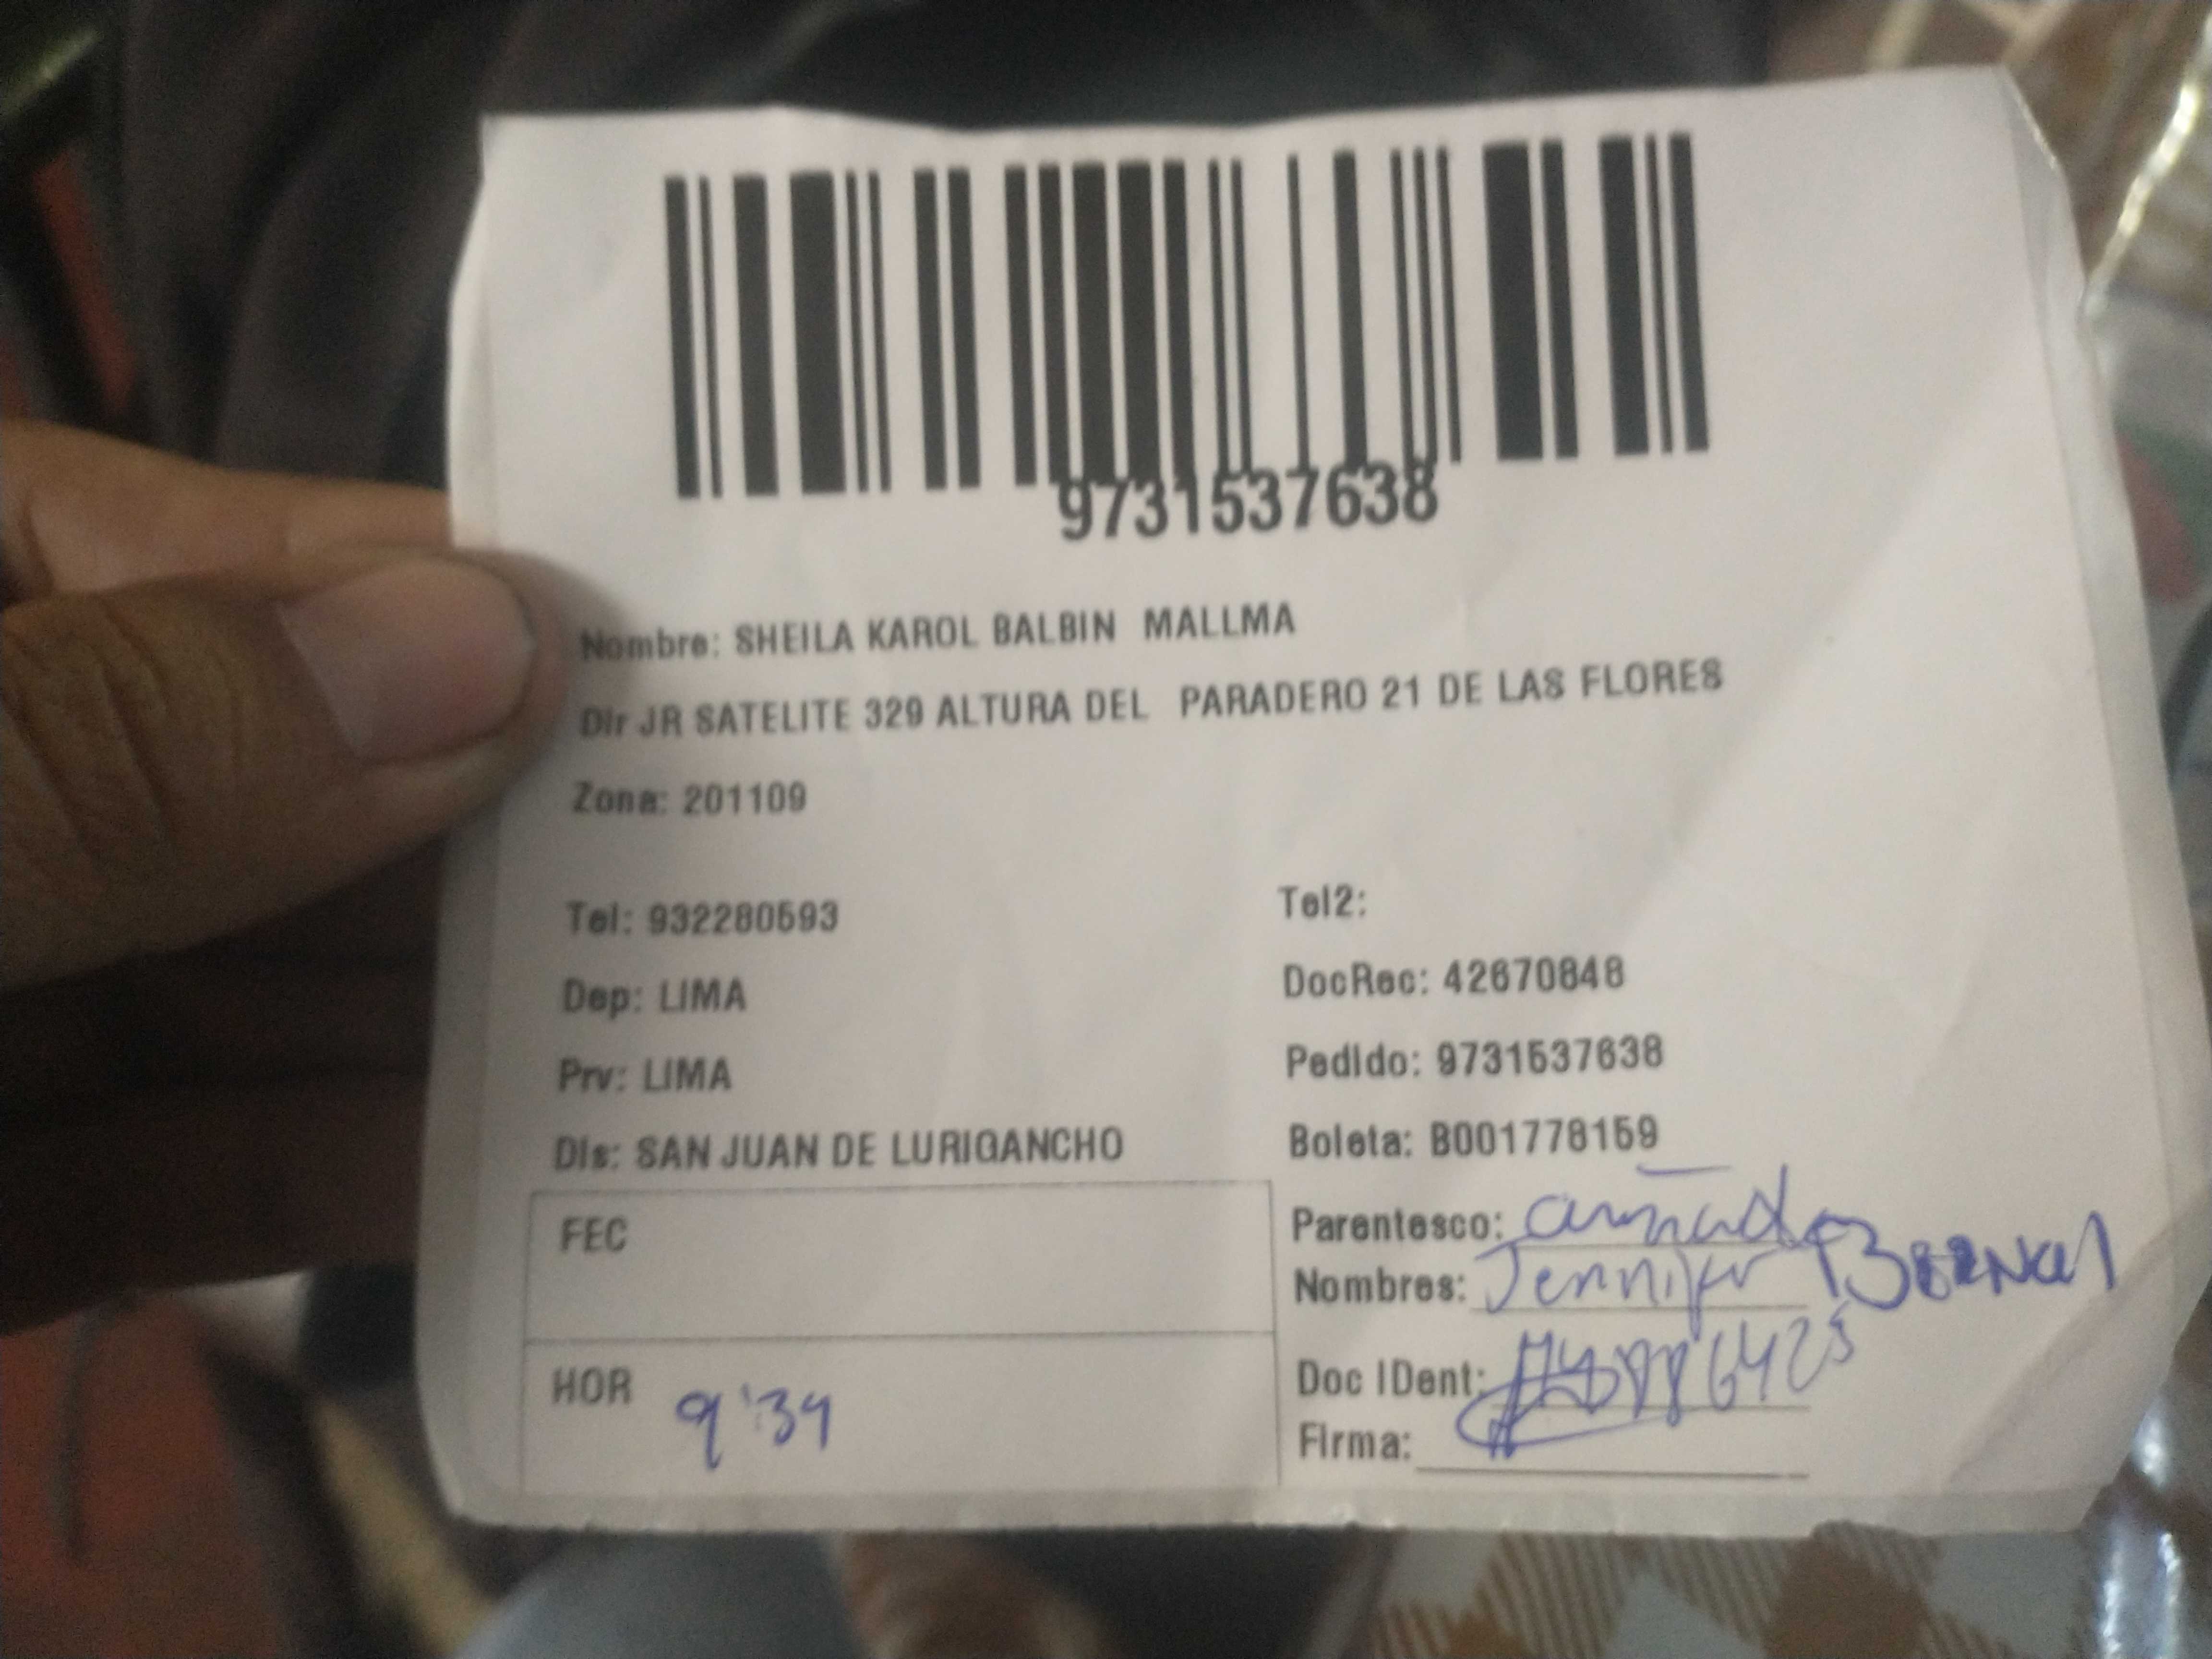 9731537638
Nombre: SHEILA KAROL BALBIN MALLMA
Dir JR SATELITE 329 ALTURA DEL PARADERO 21 DE LAS FLORES
Zona: 201109
Tel: 932280593
Tel2:
Dep: LIMA
DocRec: 42670848
Prv: LIMA
Pedido: 9731537638
Dis: SAN JUAN DE LURIGANCHO
Boleta: B001778159
FEC
Parentesco:
Nombres: Jennifer BERNAL
HOR 9:39
Doc IDent:
Firma: